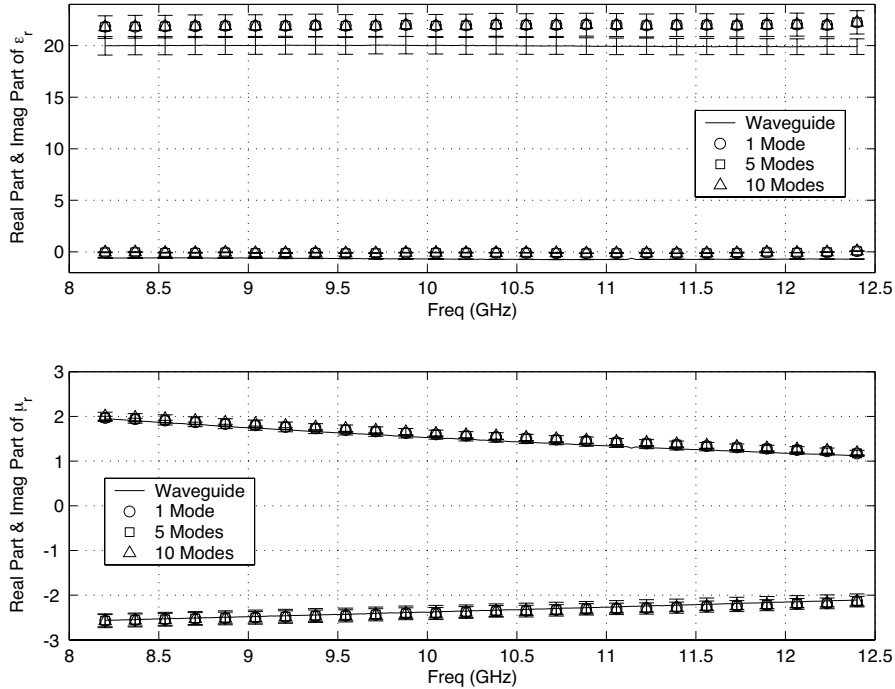 Real Part & Imag Part of εr
20
15
10
5
0
Waveguide
1 Mode
5 Modes
10 Modes
8 8.5 9 9.5 10 10.5 11 11.5 12 12.5
Freq (GHz)
Real Part & Imag Part of μr
3
2
1
0
-1
-2
-3
Waveguide
1 Mode
5 Modes
10 Modes
8 8.5 9 9.5 10 10.5 11 11.5 12 12.5
Freq (GHz)